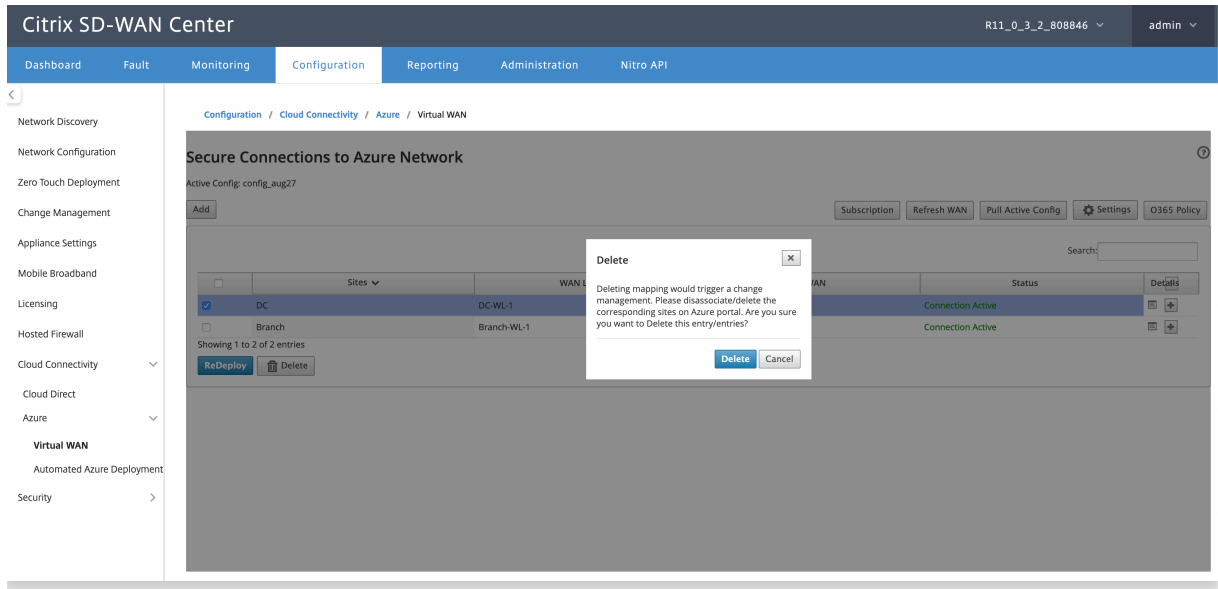 Citrix SD-WAN Center
R11_0_3_2_808846
admin
Dashboard
Fault
Monitoring
Configuration
Reporting
Administration
Nitro API
Network Discovery
Network Configuration
Zero Touch Deployment
Change Management
Appliance Settings
Mobile Broadband
Licensing
Hosted Firewall
Cloud Connectivity
Cloud Direct
Azure
Virtual WAN
Automated Azure Deployment
Security
Configuration / Cloud Connectivity / Azure / Virtual WAN
Secure Connections to Azure Network
Active Config: config_aug27
Add
Subscription
Refresh WAN
Pull Active Config
Settings
O365 Policy
Search:
Sites
WAN L
/AN
Status
Details
DC
DC-WL-1
Connection Active
Branch
Branch-WL-1
Connection Active
Showing 1 to 2 of 2 entries
ReDeploy
Delete
Delete
Deleting mapping would trigger a change
management. Please disassociate/delete the
corresponding sites on Azure portal. Are you sure
you want to Delete this entry/entries?
Delete
Cancel